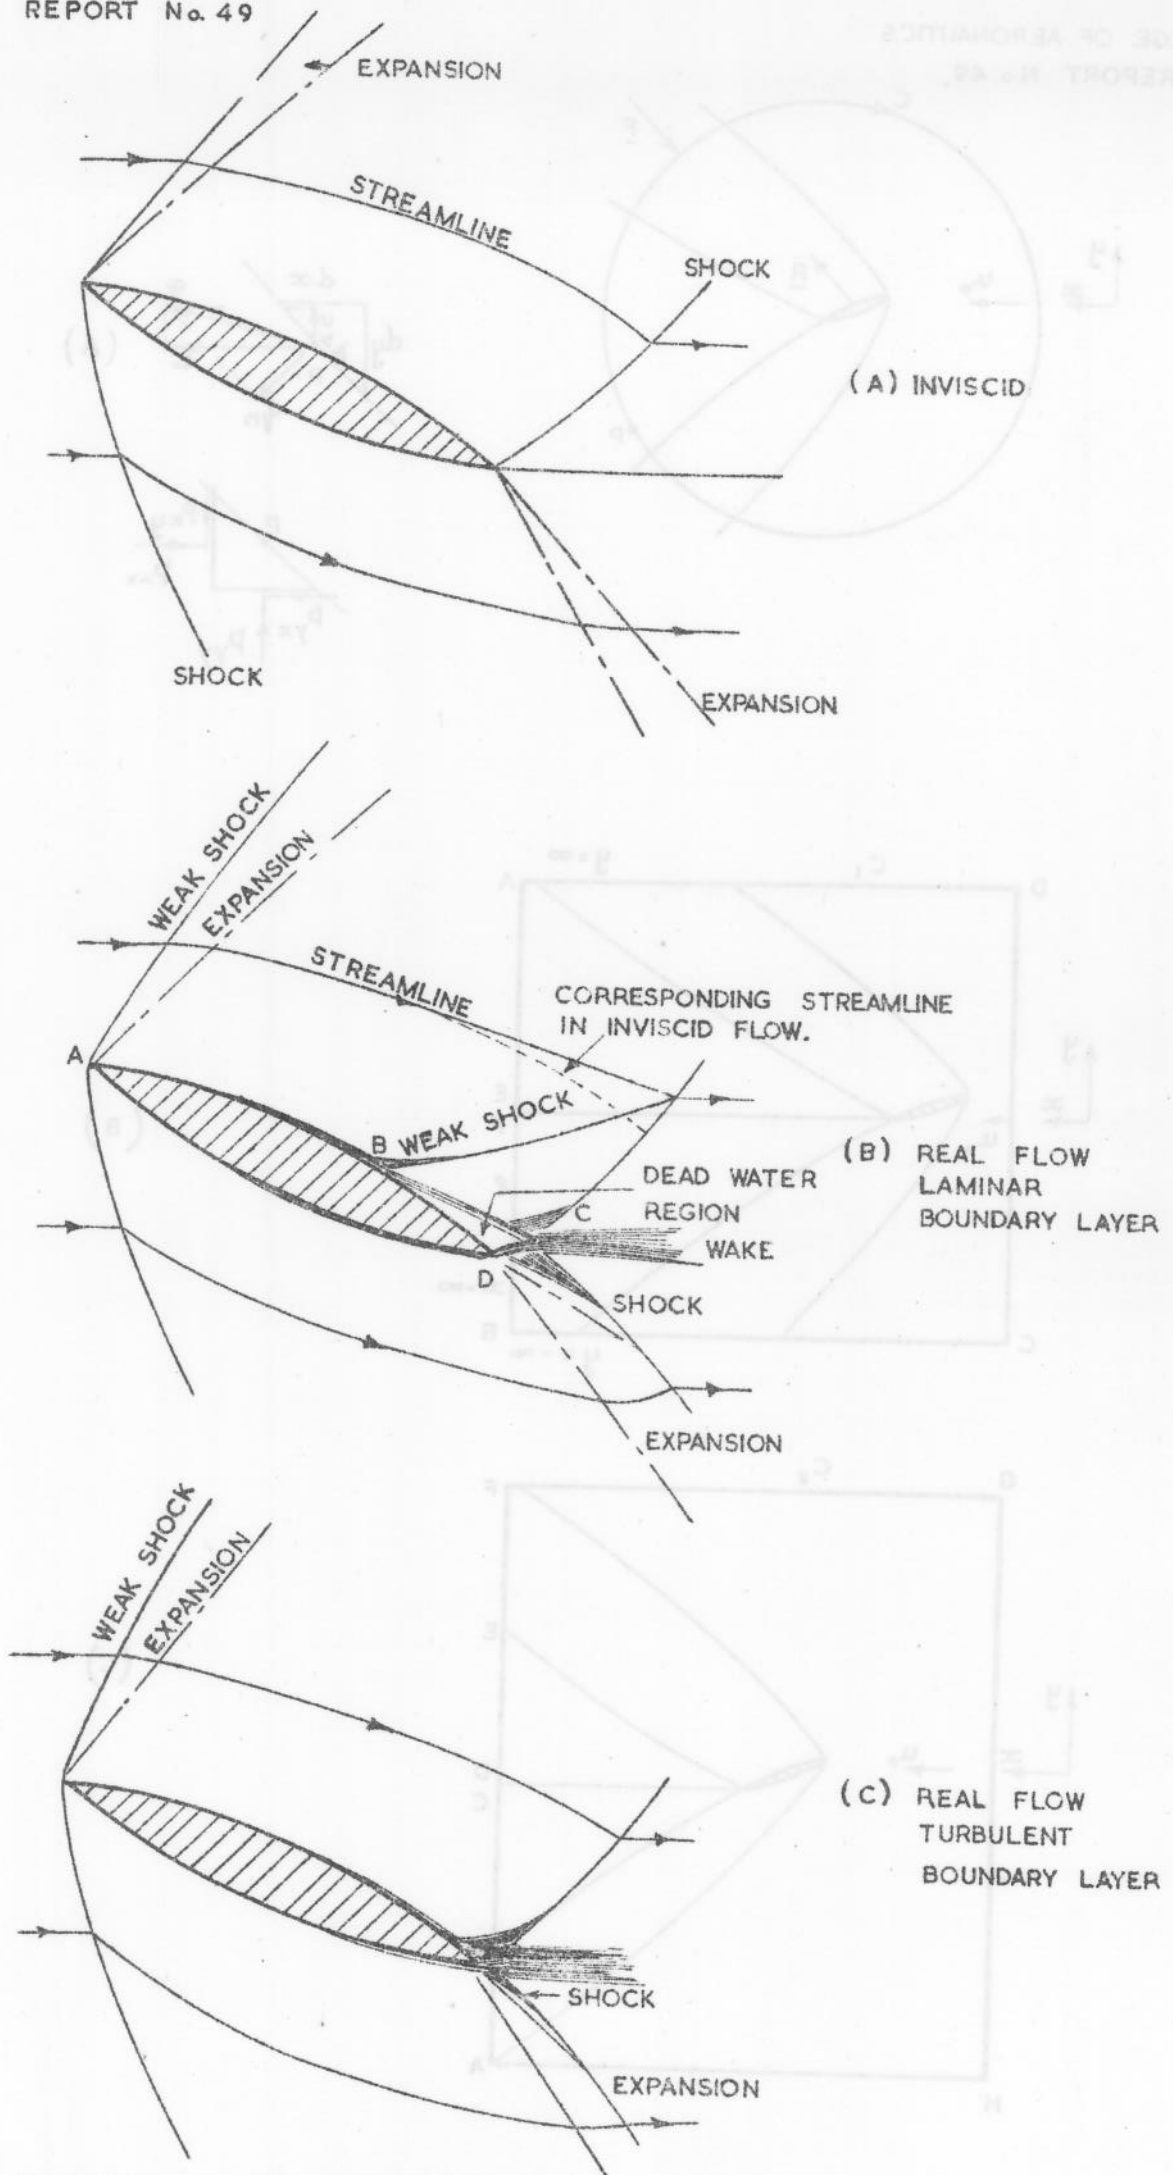 REPORT No. 49
EXPANSION
STREAMLINE
SHOCK
(A) INVISCID
SHOCK
EXPANSION
WEAK SHOCK
EXPANSION
STREAMLINE
CORRESPONDING STREAMLINE
IN INVISCID FLOW.
A
B WEAK SHOCK
(B) REAL FLOW
LAMINAR
BOUNDARY LAYER
DEAD WATER
REGION
C
WAKE
D
SHOCK
EXPANSION
WEAK SHOCK
EXPANSION
(C) REAL FLOW
TURBULENT
BOUNDARY LAYER
SHOCK
EXPANSION